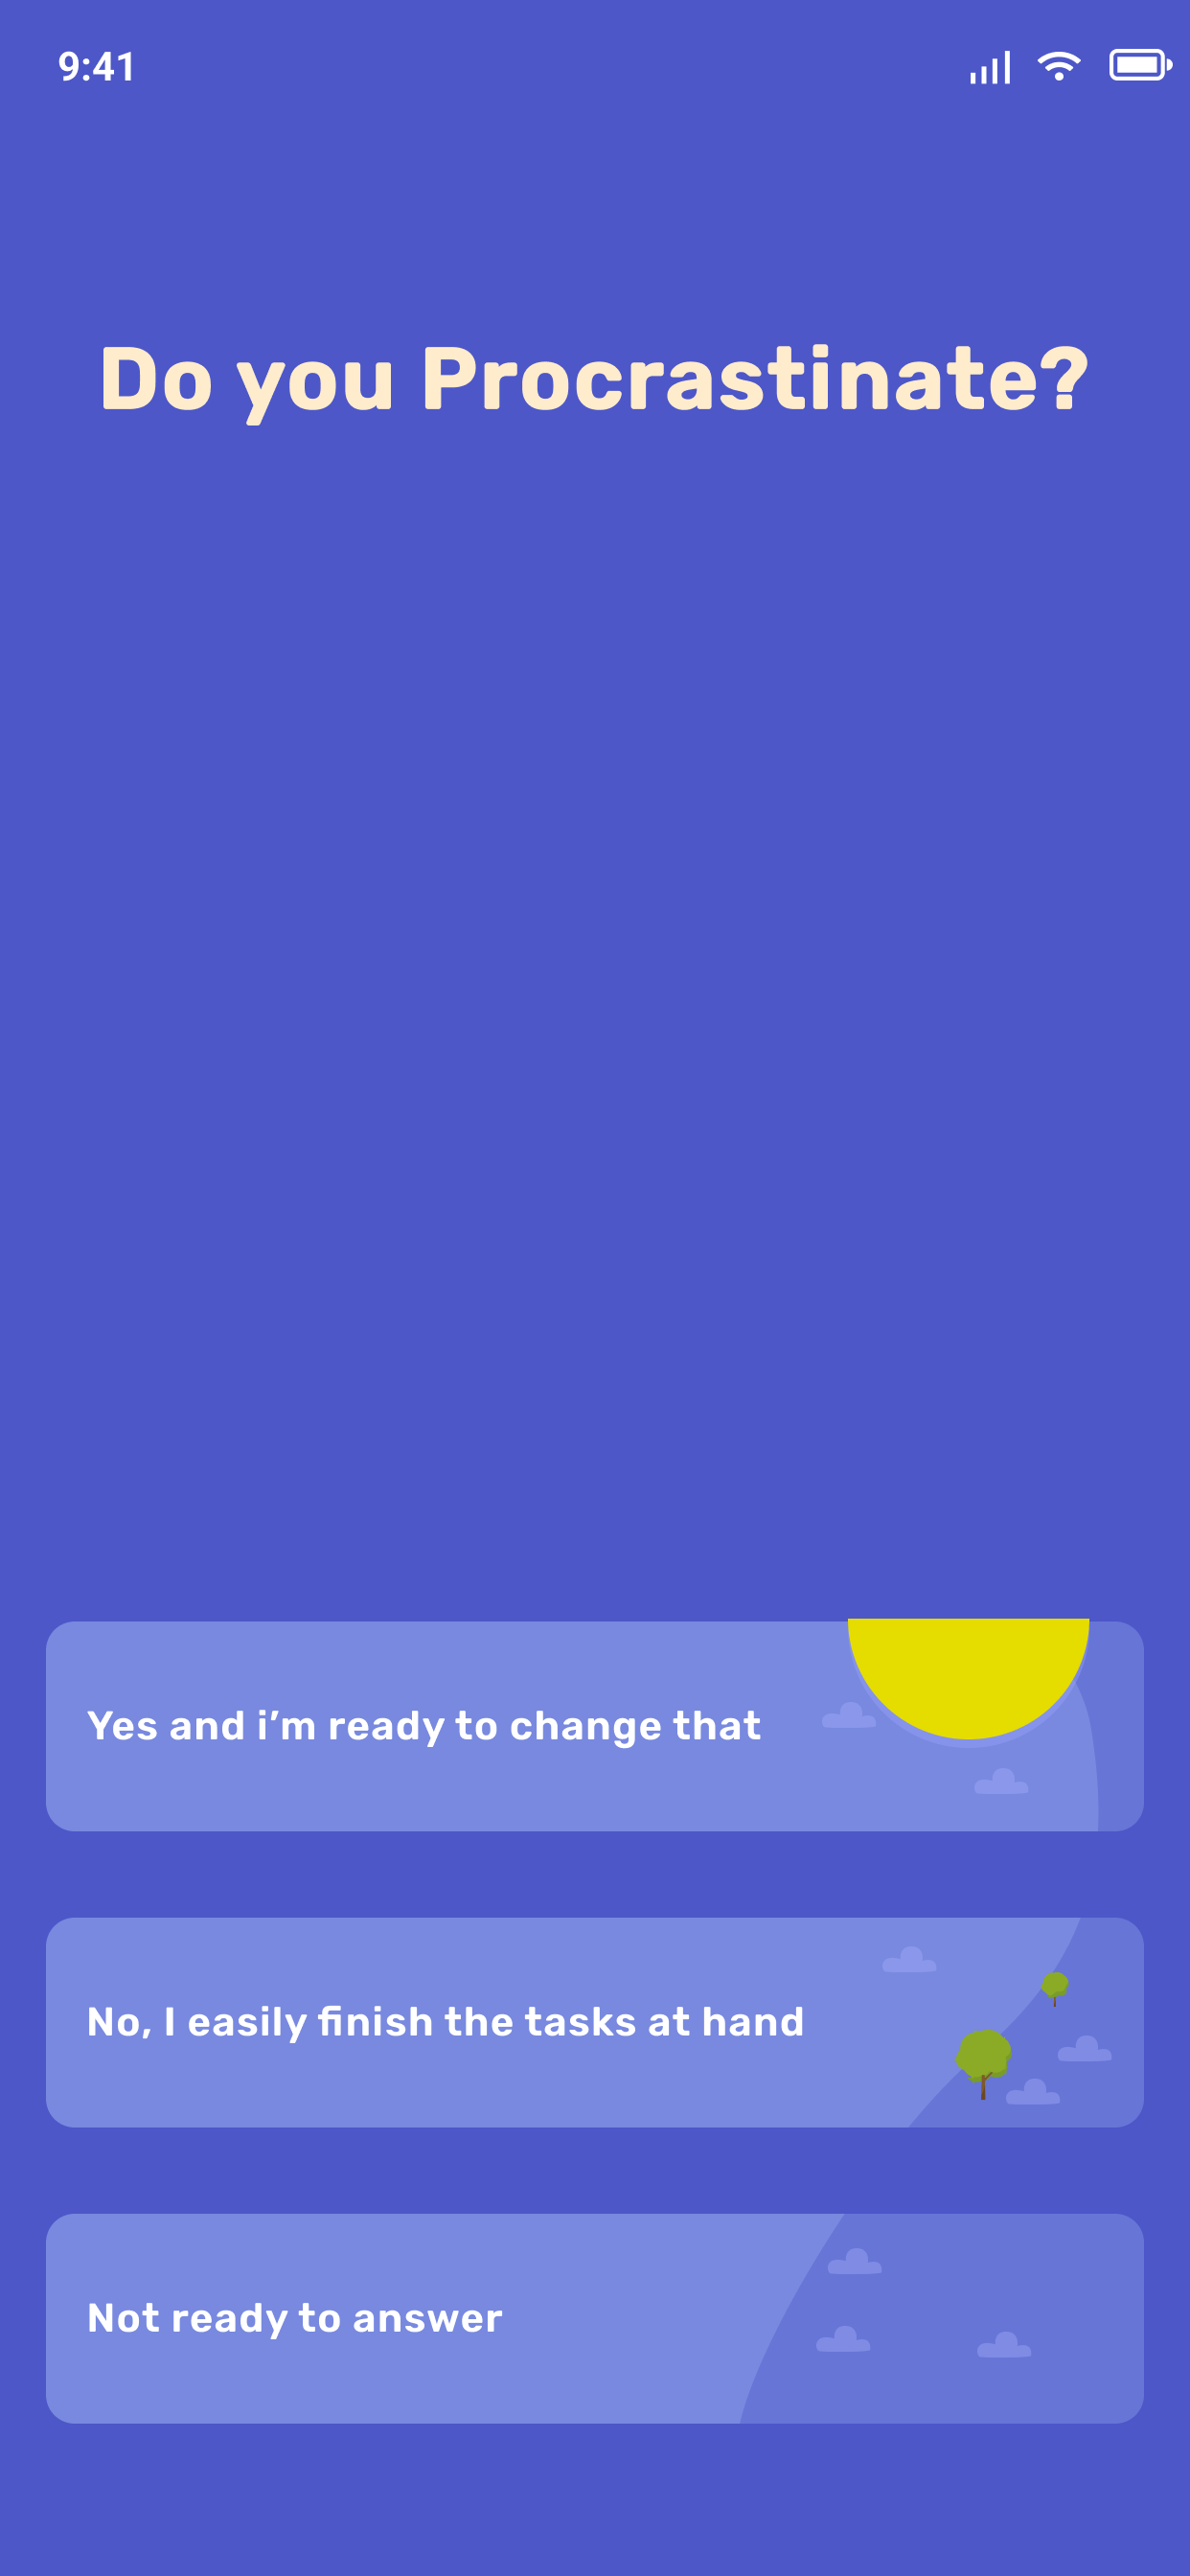 9:41
Do you Procrastinate?
Yes and i’m ready to change that
No, I easily finish the tasks at hand
Not ready to answer